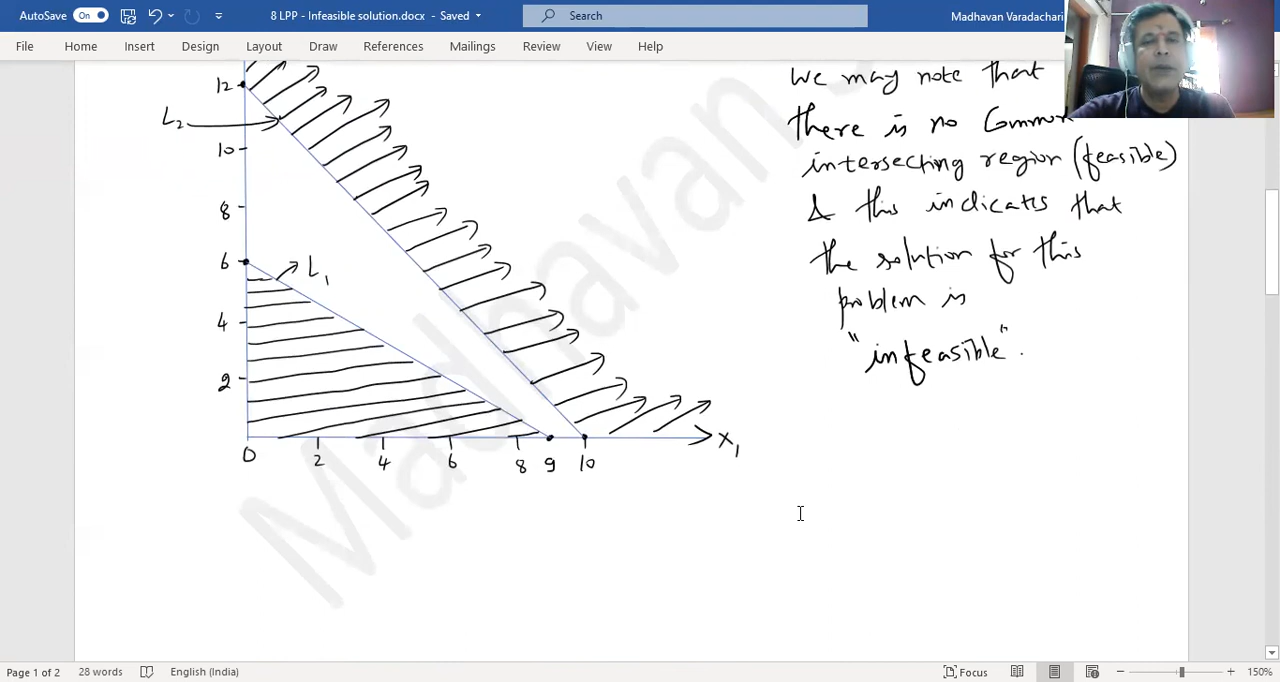 AutoSave On 8 LPP - Infeasible solution.docx - Saved Search Madhavan Varadachari
File Home Insert Design Layout Draw References Mailings Review View Help
We may note that
there is no Common
intersecting region (feasible)
& this indicates that
the solution for this
problem is
"infeasible".
12
L2
10
8
6
L1
4
2
0 2 4 6 8 9 10 X1
Madhavan
Page 1 of 2 28 words English (India) Focus 150%